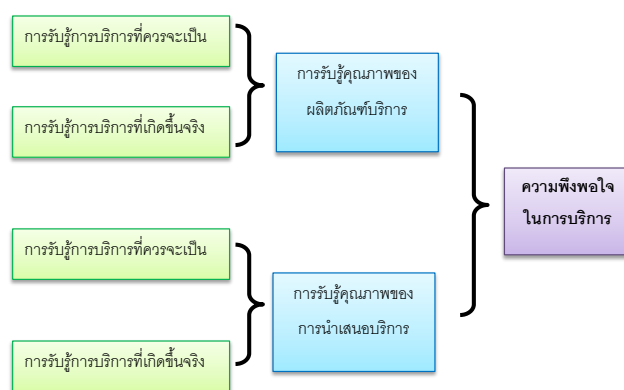 การรับรู้การบริการที่ควรจะเป็น
การรับรู้การบริการที่เกิดขึ้นจริง
การรับรู้คุณภาพของ
ผลิตภัณฑ์บริการ
การรับรู้การบริการที่ควรจะเป็น
การรับรู้การบริการที่เกิดขึ้นจริง
การรับรู้คุณภาพของ
การนำเสนอบริการ
ความพึงพอใจ
ในการบริการ